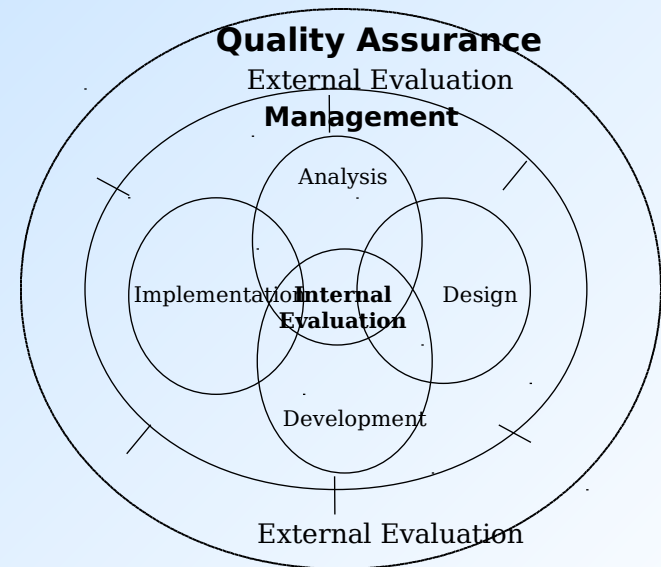 Quality Assurance
External Evaluation
Management
Analysis
Implementation
Internal
Evaluation
Design
Development
External Evaluation